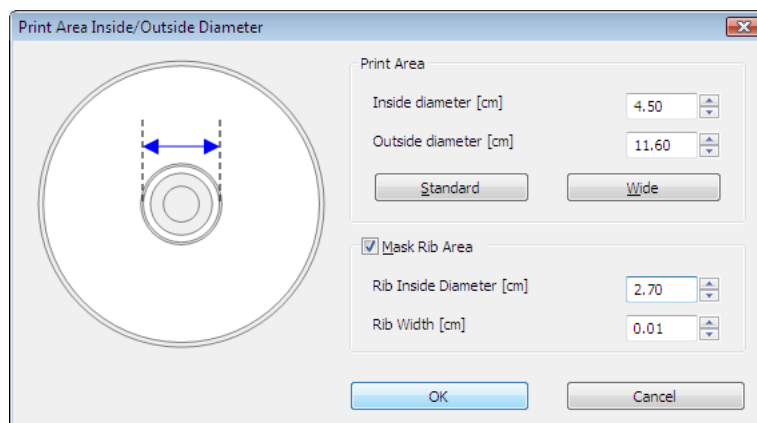 Print Area Inside/Outside Diameter
Print Area
Inside diameter [cm]
4.50
Outside diameter [cm]
11.60
Standard
Wide
Mask Rib Area
Rib Inside Diameter [cm]
2.70
Rib Width [cm]
0.01
OK
Cancel